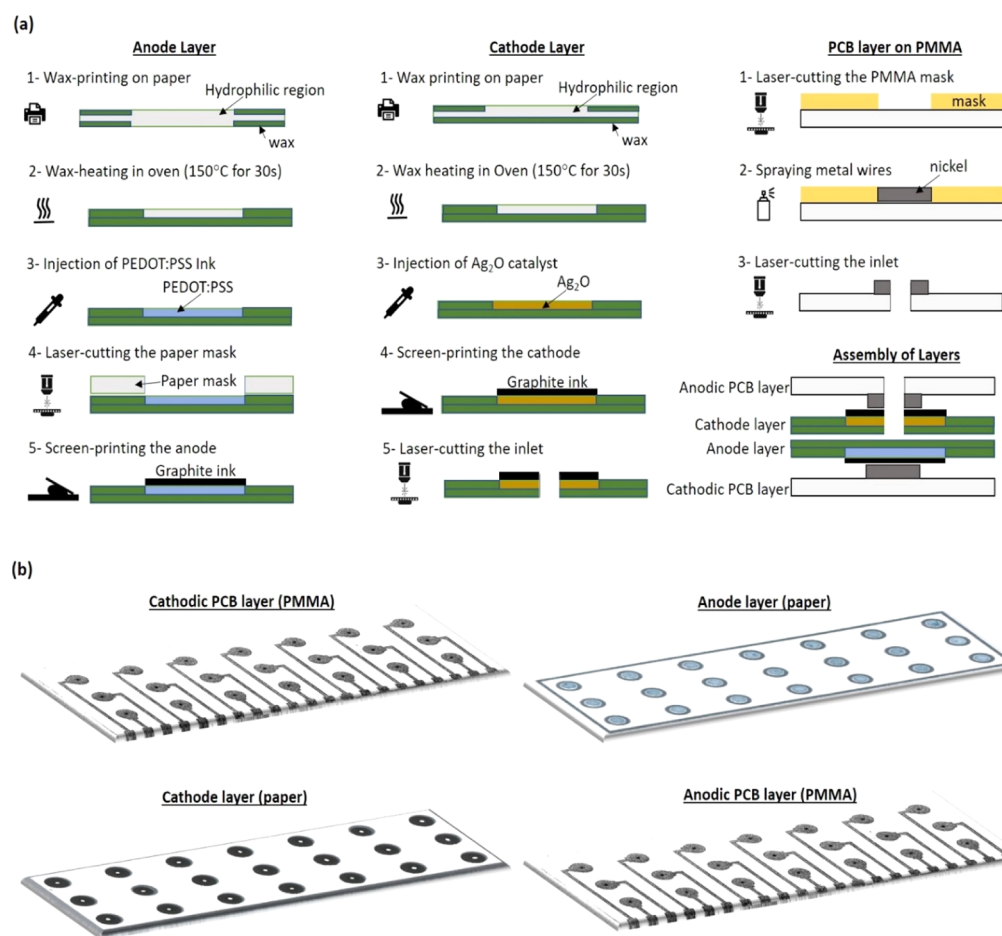 (a)
Anode Layer
1- Wax-printing on paper
Hydrophilic region
wax
2- Wax-heating in oven (150°C for 30s)
3- Injection of PEDOT:PSS Ink
PEDOT:PSS
4- Laser-cutting the paper mask
Paper mask
5- Screen-printing the anode
Graphite ink
Cathode Layer
1- Wax printing on paper
Hydrophilic region
wax
2- Wax heating in Oven (150°C for 30s)
3- Injection of Ag₂O catalyst
Ag₂O
4- Screen-printing the cathode
Graphite ink
5- Laser-cutting the inlet
PCB layer on PMMA
1- Laser-cutting the PMMA mask
mask
2- Spraying metal wires
nickel
3- Laser-cutting the inlet
Assembly of Layers
Anodic PCB layer
Cathode layer
Anode layer
Cathodic PCB layer
(b)
Cathodic PCB layer (PMMA)
Anode layer (paper)
Cathode layer (paper)
Anodic PCB layer (PMMA)